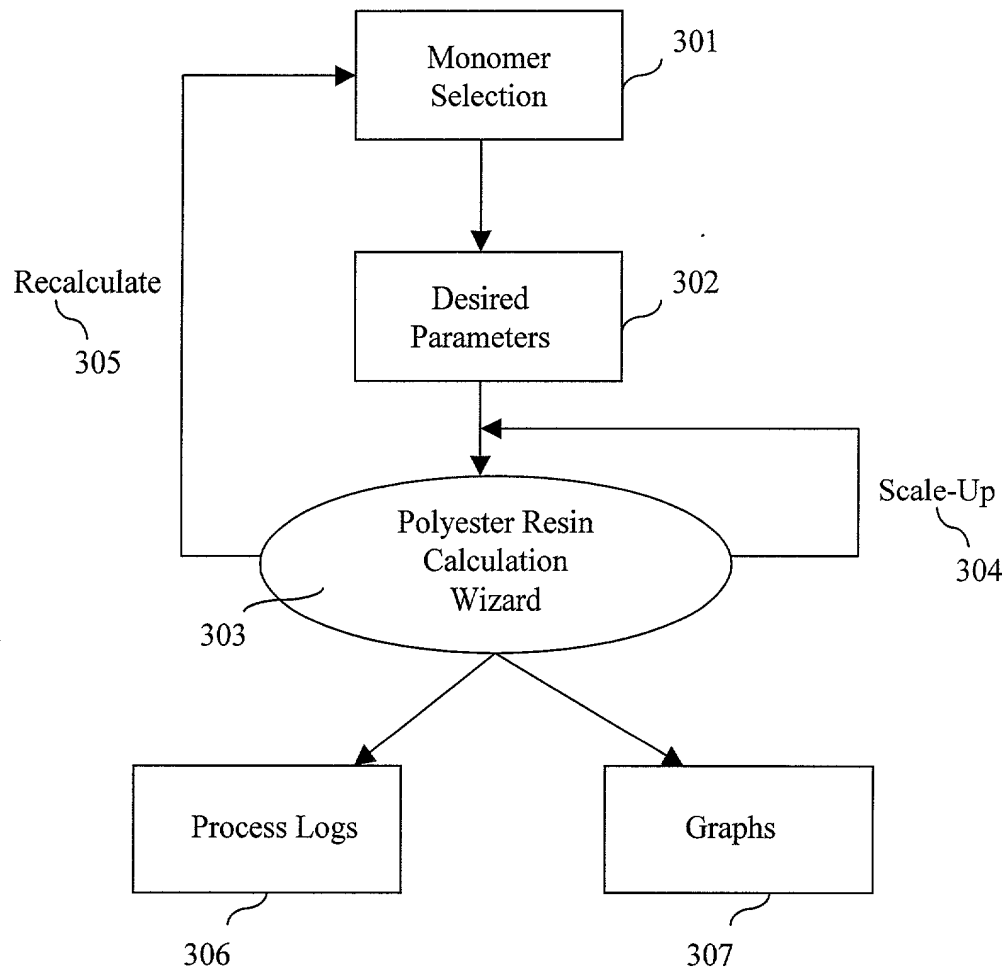 Monomer
Selection
301
Desired
Parameters
302
Recalculate
305
Scale-Up
304
Polyester Resin
Calculation
Wizard
303
Process Logs
306
Graphs
307